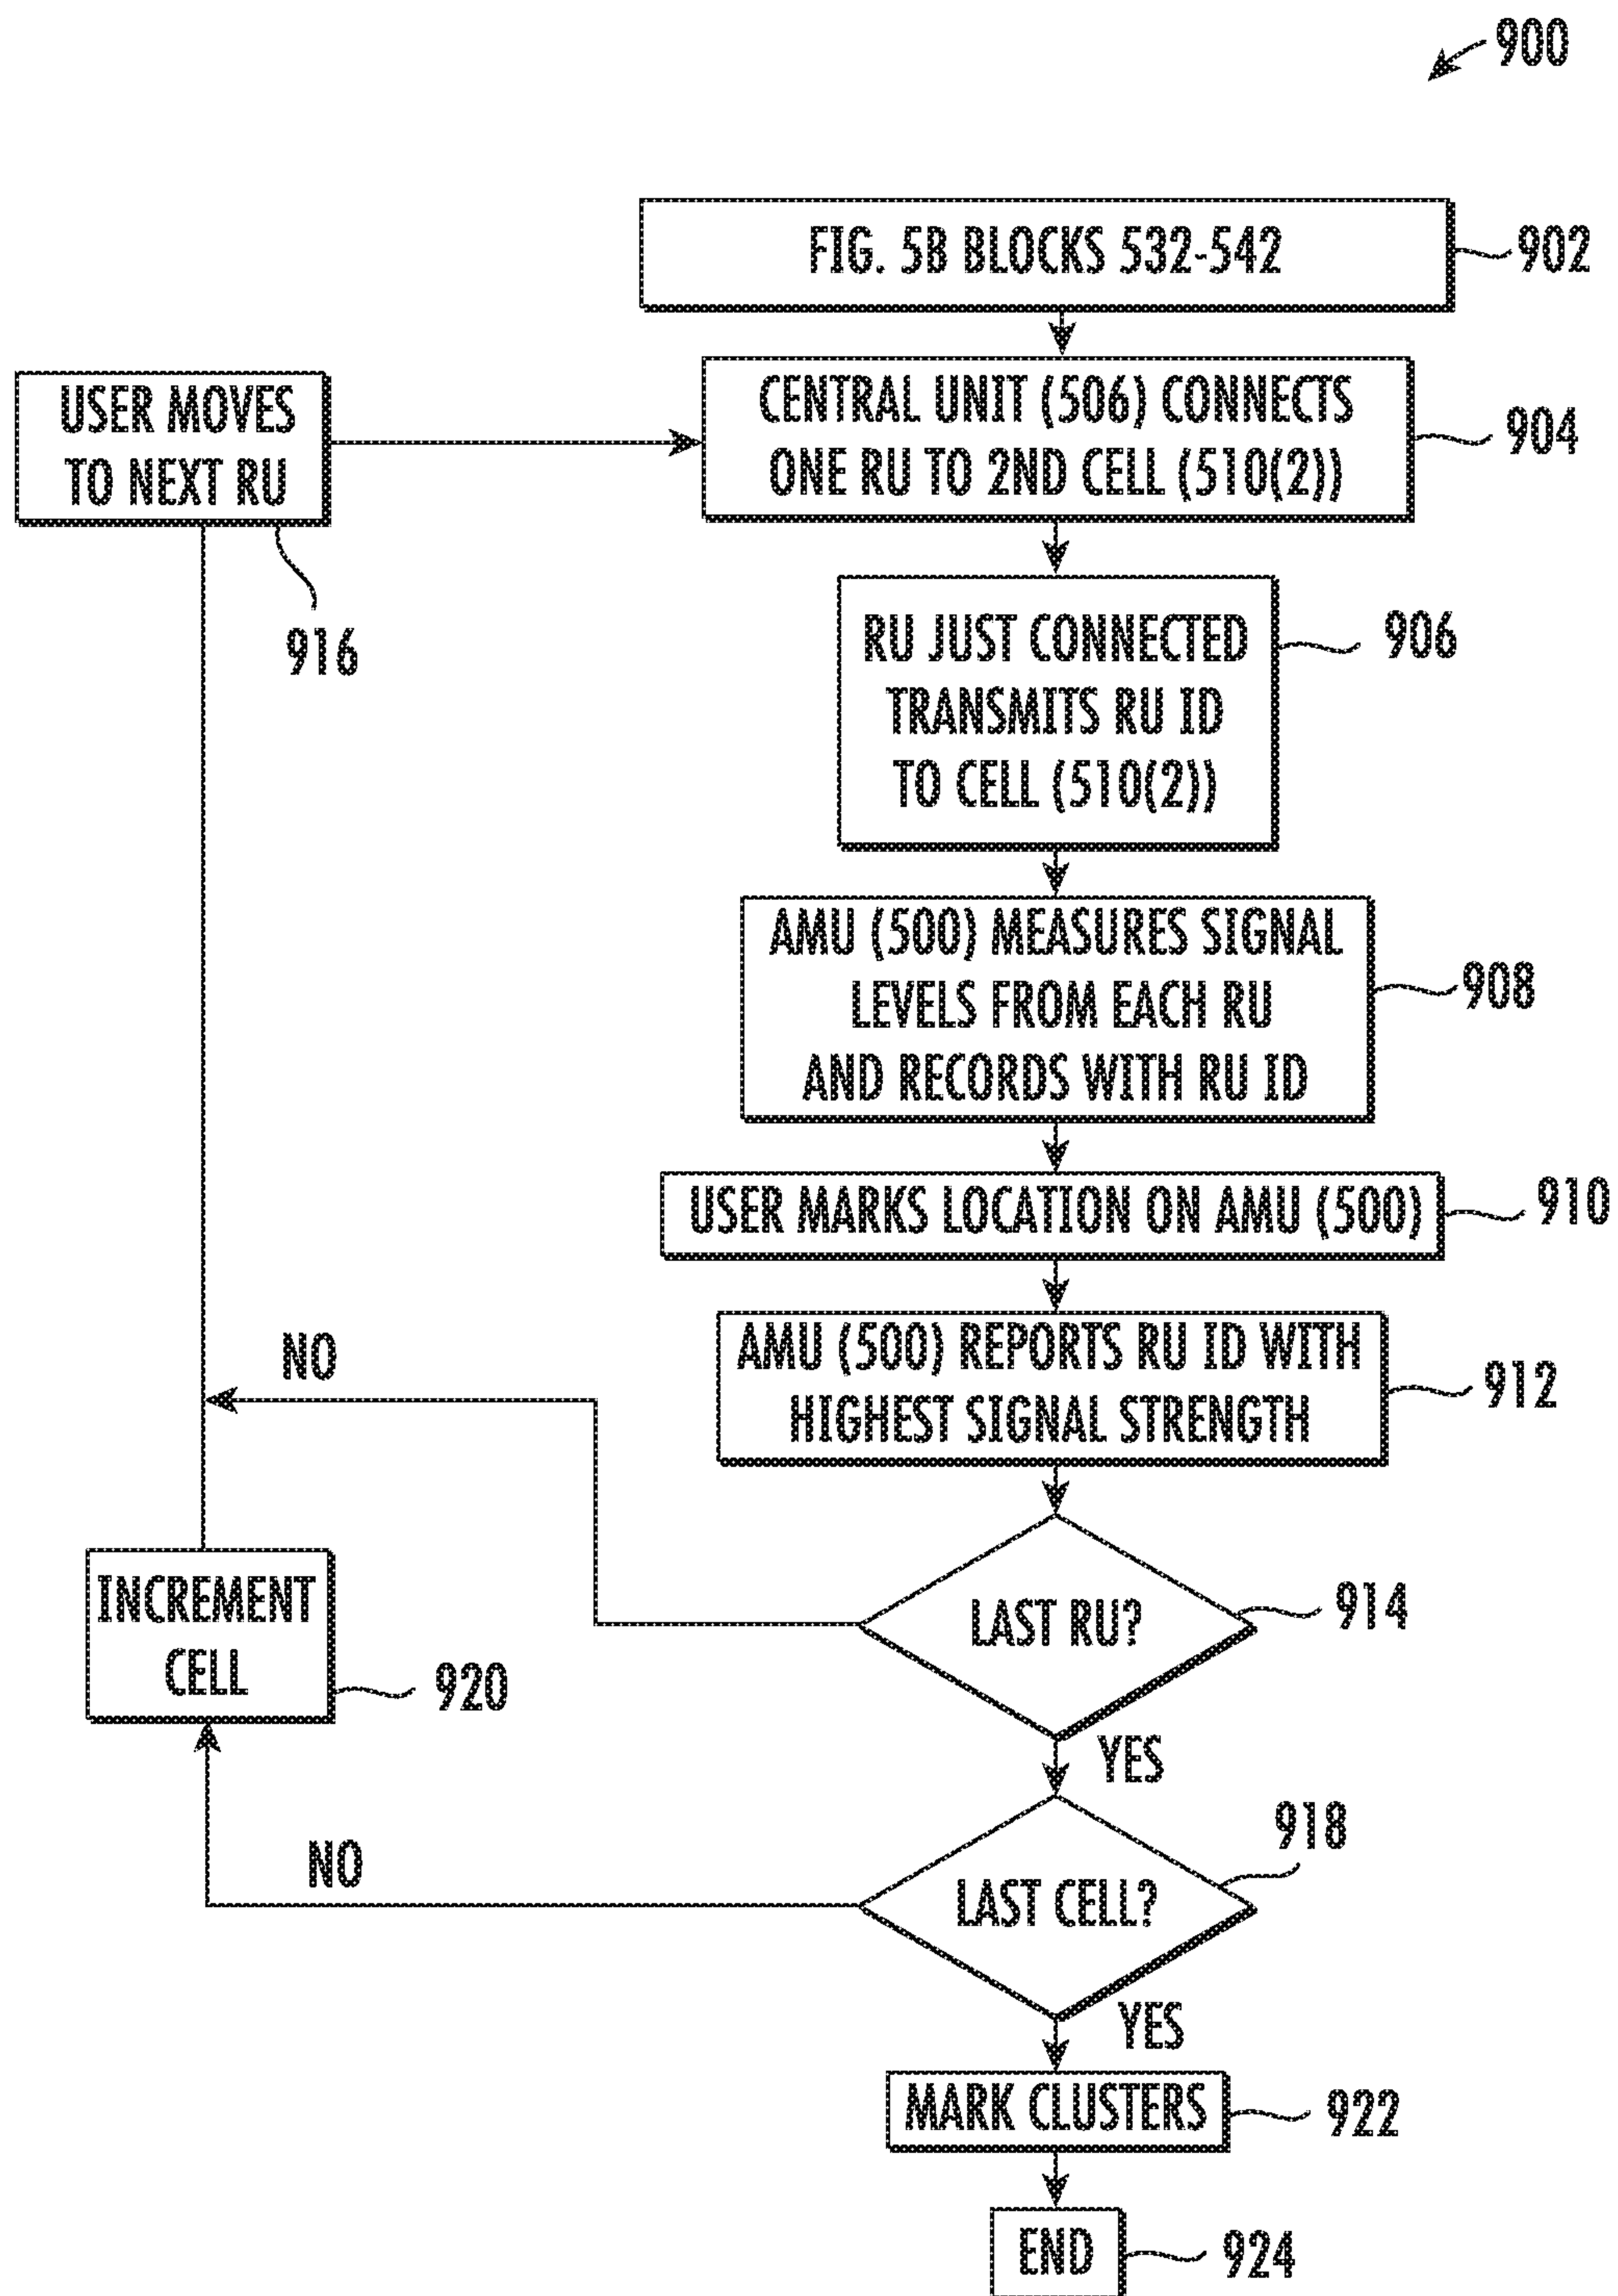 900
FIG. 5B BLOCKS 532-542
902
USER MOVES
TO NEXT RU
916
CENTRAL UNIT (506) CONNECTS
ONE RU TO 2ND CELL (510(2))
904
RU JUST CONNECTED
TRANSMITS RU ID
TO CELL (510(2))
906
AMU (500) MEASURES SIGNAL
LEVELS FROM EACH RU
AND RECORDS WITH RU ID
908
USER MARKS LOCATION ON AMU (500)
910
AMU (500) REPORTS RU ID WITH
HIGHEST SIGNAL STRENGTH
912
NO
LAST RU?
914
INCREMENT
CELL
920
YES
NO
LAST CELL?
918
YES
MARK CLUSTERS
922
END
924